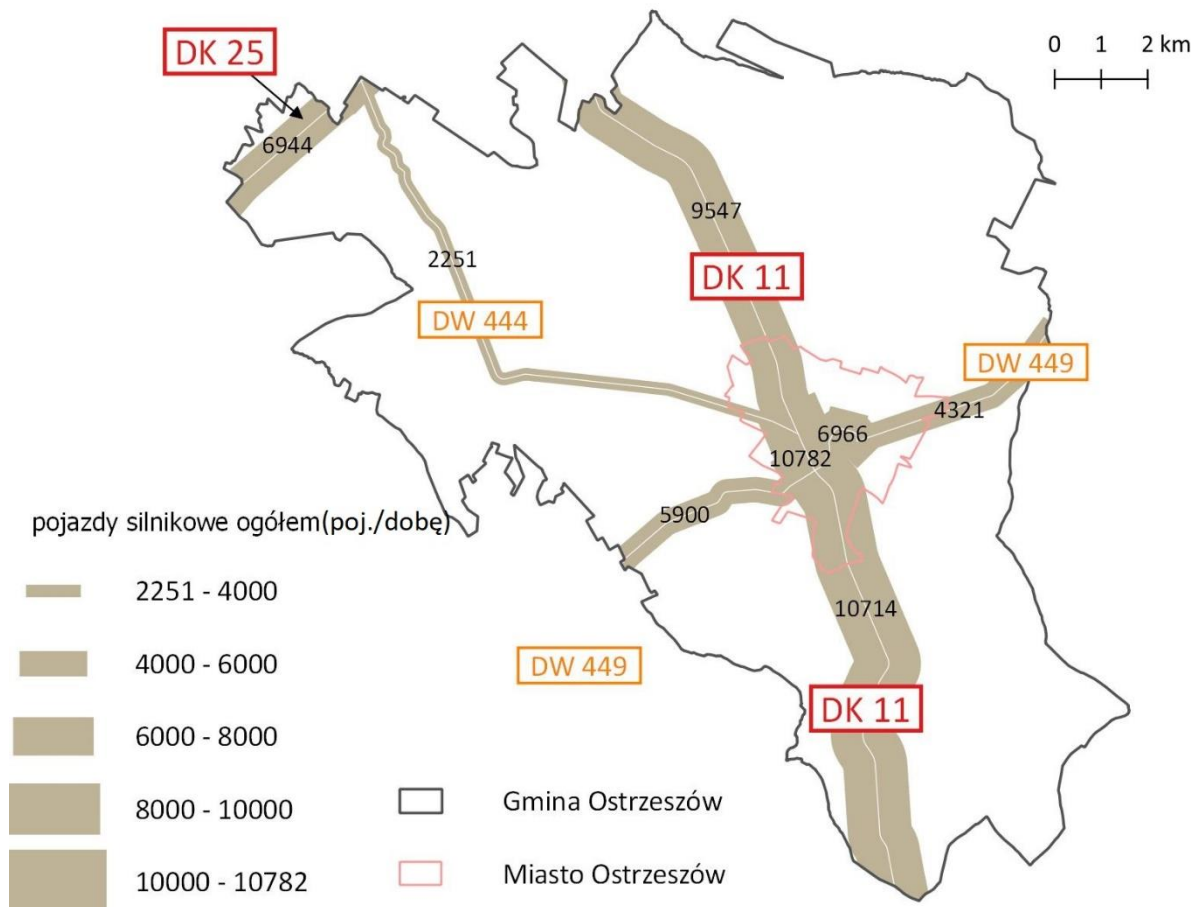 DK 25
0 1 2 km
6944
9547
2251
DK 11
DW 444
DW 449
4321
6966
10782
5900
pojazdy silnikowe ogółem(poj./dobę)
2251 - 4000
10714
4000 - 6000
DW 449
DK 11
6000 - 8000
8000 - 10000
Gmina Ostrzeszów
10000 - 10782
Miasto Ostrzeszów